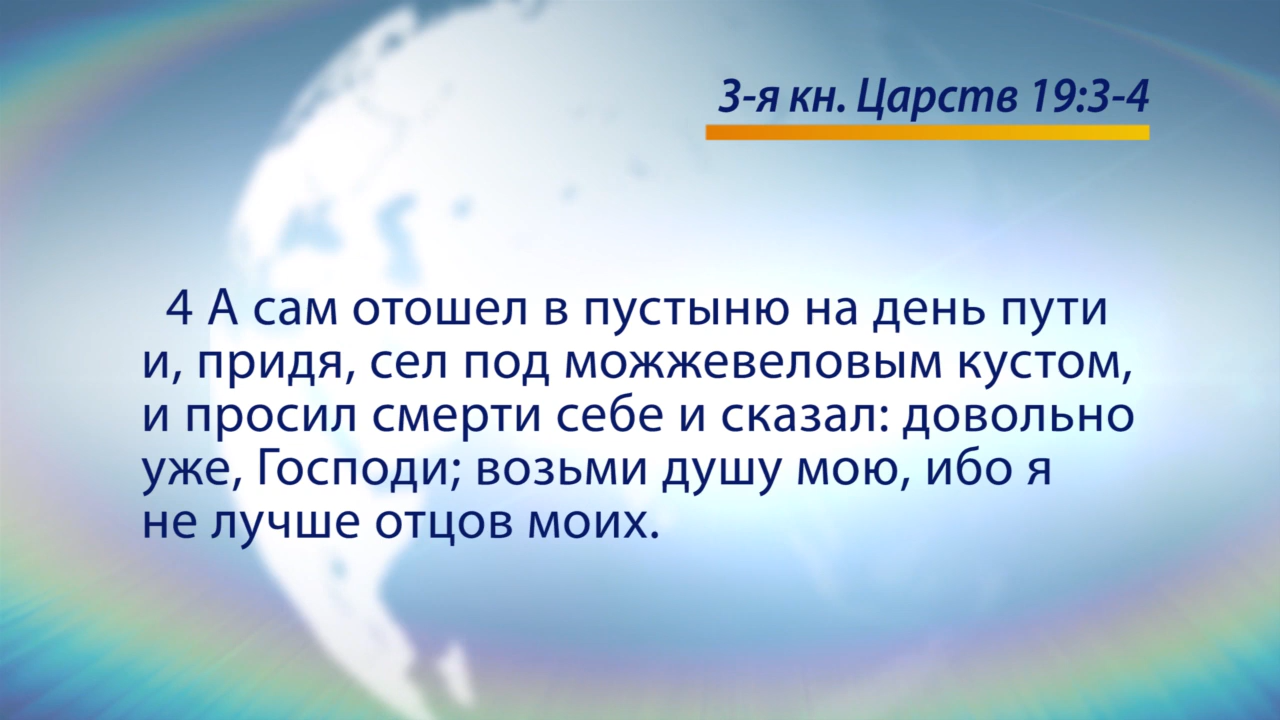 3-я кн. Царств 19:3-4
4 А сам отошел в пустыню на день пути
и, придя, сел под можжевеловым кустом,
и просил смерти себе и сказал: довольно
уже, Господи; возьми душу мою, ибо я
не лучше отцов моих.